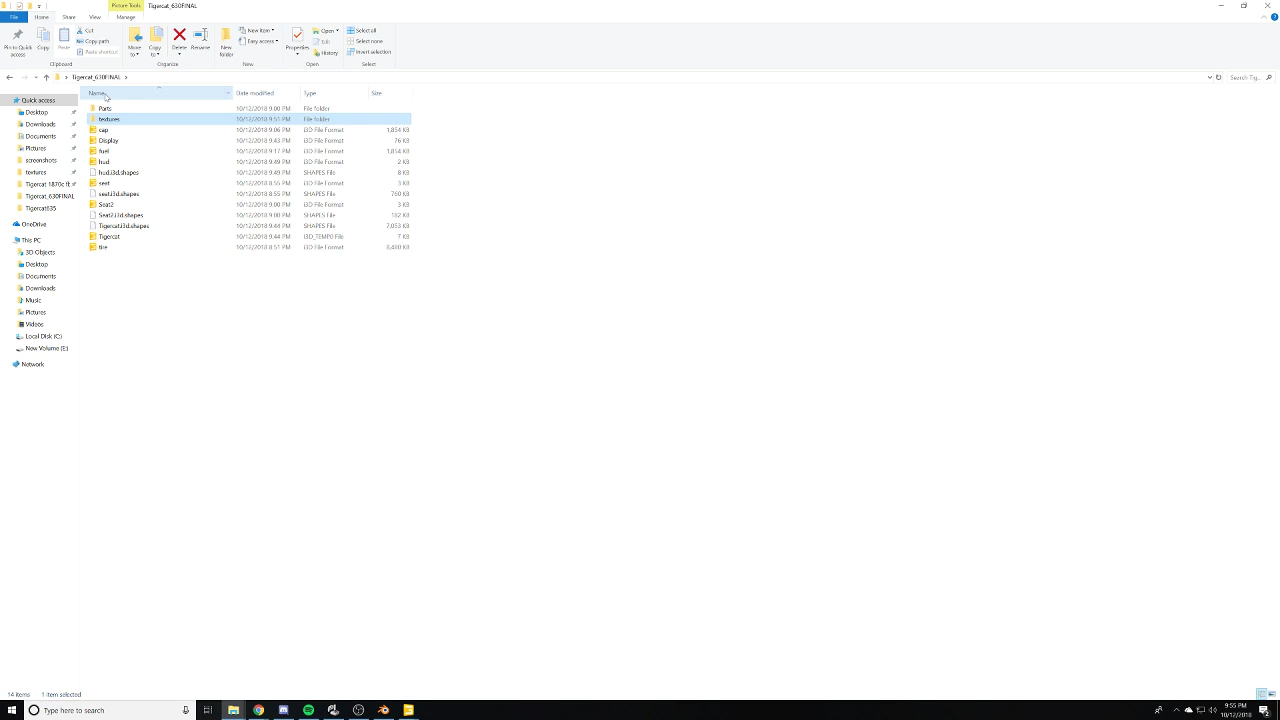 Picture Tools
Tigercat_630FINAL
File
Home
Share
View
Manage
Pin to Quick access
Copy
Paste
Cut
Copy path
Paste shortcut
Move to
Copy to
Delete
Rename
New folder
New item
Easy access
Properties
Open
Edit
History
Select all
Select none
Invert selection
Clipboard
Organize
New
Open
Select
Tigercat_630FINAL
Search Tig...
Quick access
Desktop
Downloads
Documents
Pictures
screenshots
textures
Tigercat_630FINAL
Tigercat635
OneDrive
This PC
3D Objects
Desktop
Documents
Downloads
Music
Pictures
Videos
Local Disk (C:)
New Volume (E:)
Network
Name Date modified Type Size
Parts 10/12/2018 9:00 PM File folder
textures 10/12/2018 9:51 PM File folder
cap 10/12/2018 9:06 PM i3D File Format 1,854 KB
Display 10/12/2018 9:43 PM i3D File Format 76 KB
fuel 10/12/2018 9:17 PM i3D File Format 1,854 KB
hud 10/12/2018 9:49 PM i3D File Format 2 KB
hud.i3d.shapes 10/12/2018 9:49 PM SHAPES File 8 KB
seat 10/12/2018 8:55 PM i3D File Format 3 KB
seat.i3d.shapes 10/12/2018 8:55 PM SHAPES File 760 KB
Seat2 10/12/2018 9:00 PM i3D File Format 3 KB
Seat2.i3d.shapes 10/12/2018 9:00 PM SHAPES File 182 KB
Tigercat.i3d.shapes 10/12/2018 9:44 PM SHAPES File 7,053 KB
Tigercat 10/12/2018 9:44 PM i3D_TEMP0 File 7 KB
tire 10/12/2018 8:51 PM i3D File Format 8,480 KB
14 items 1 item selected
Type here to search
9:55 PM
10/12/2018